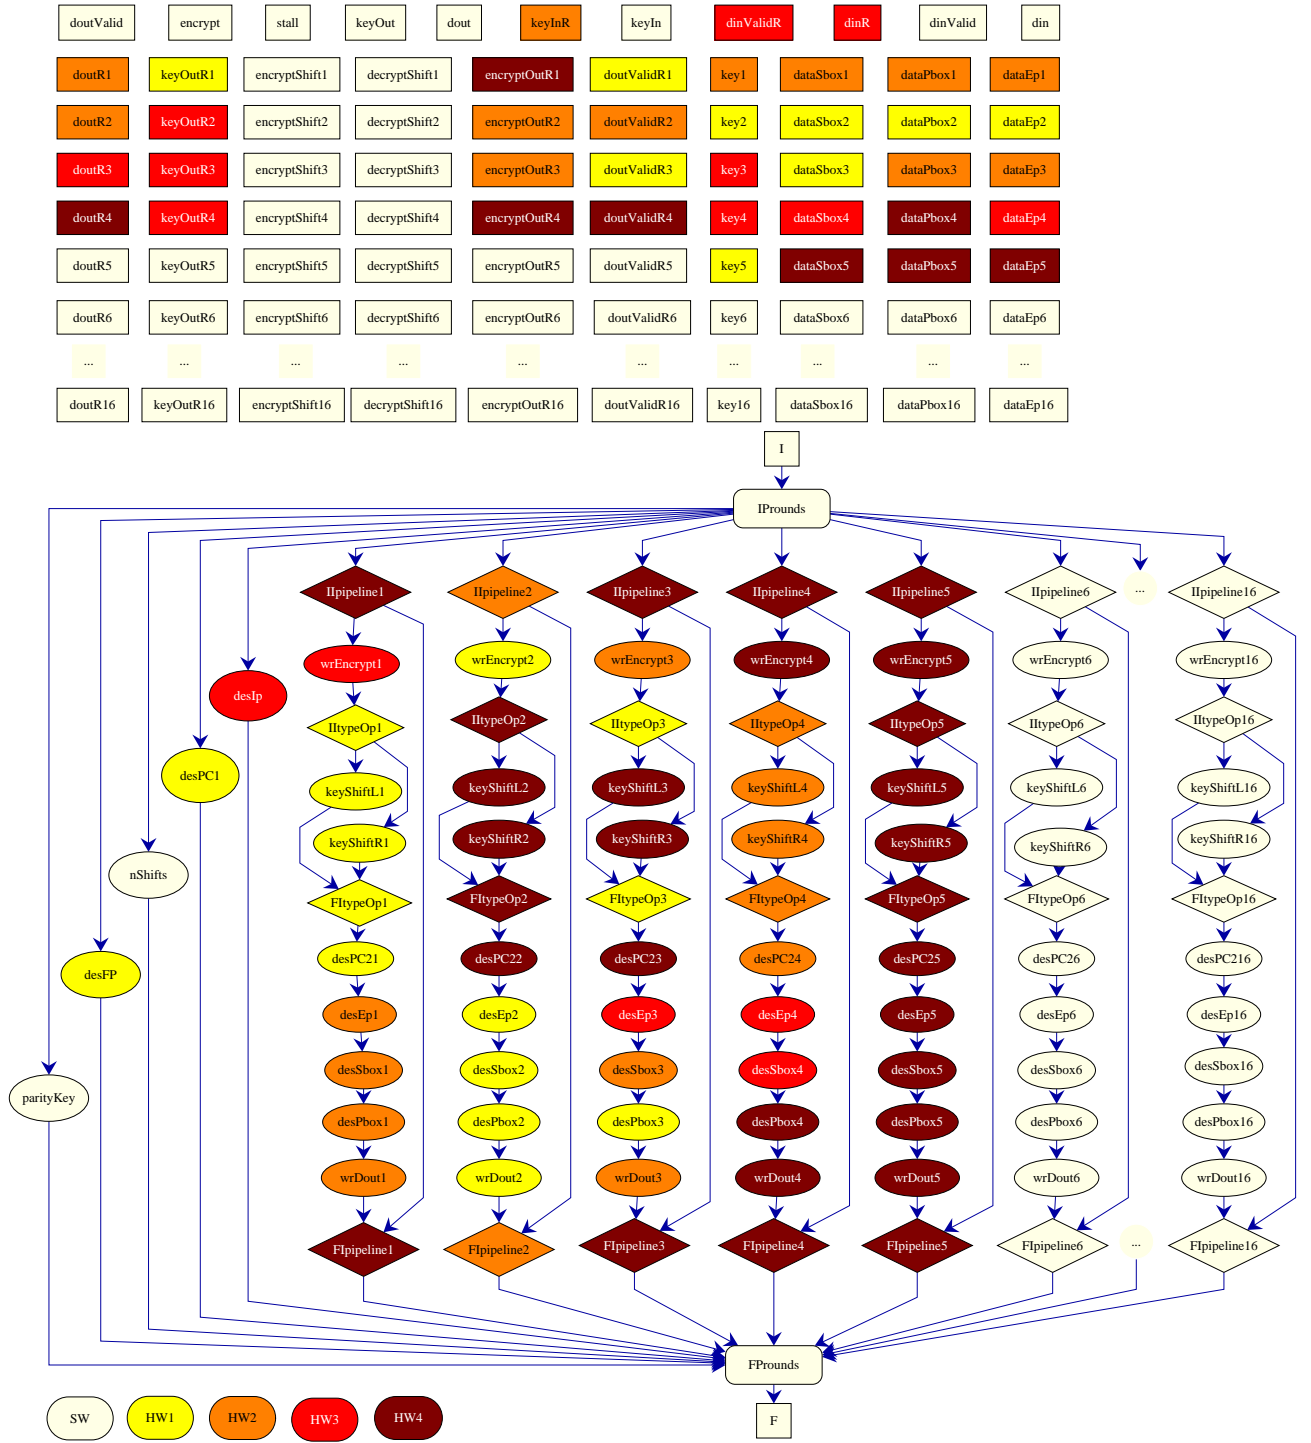 doutValid encrypt stall keyOut dout keyInR keyIn dinValidR dinR dinValid din
doutR1 keyOutR1 encryptShift1 decryptShift1 encryptOutR1 doutValidR1 key1 dataSbox1 dataPbox1 dataEp1
doutR2 keyOutR2 encryptShift2 decryptShift2 encryptOutR2 doutValidR2 key2 dataSbox2 dataPbox2 dataEp2
doutR3 keyOutR3 encryptShift3 decryptShift3 encryptOutR3 doutValidR3 key3 dataSbox3 dataPbox3 dataEp3
doutR4 keyOutR4 encryptShift4 decryptShift4 encryptOutR4 doutValidR4 key4 dataSbox4 dataPbox4 dataEp4
doutR5 keyOutR5 encryptShift5 decryptShift5 encryptOutR5 doutValidR5 key5 dataSbox5 dataPbox5 dataEp5
doutR6 keyOutR6 encryptShift6 decryptShift6 encryptOutR6 doutValidR6 key6 dataSbox6 dataPbox6 dataEp6
... ... ... ... ... ... ... ... ... ...
doutR16 keyOutR16 encryptShift16 decryptShift16 encryptOutR16 doutValidR16 key16 dataSbox16 dataPbox16 dataEp16
I
IProunds
IIpipeline1 IIpipeline2 IIpipeline3 IIpipeline4 IIpipeline5 IIpipeline6 ... IIpipeline16
wrEncrypt1 wrEncrypt2 wrEncrypt3 wrEncrypt4 wrEncrypt5 wrEncrypt6 wrEncrypt16
desIp
IItypeOp1 IItypeOp2 IItypeOp3 IItypeOp4 IItypeOp5 IItypeOp6 IItypeOp16
desPC1
keyShiftL1 keyShiftL2 keyShiftL3 keyShiftL4 keyShiftL5 keyShiftL6 keyShiftL16
keyShiftR1 keyShiftR2 keyShiftR3 keyShiftR4 keyShiftR5 keyShiftR6 keyShiftR16
nShifts
FItypeOp1 FItypeOp2 FItypeOp3 FItypeOp4 FItypeOp5 FItypeOp6 FItypeOp16
desPC21 desPC22 desPC23 desPC24 desPC25 desPC26 desPC216
desFP
desEp1 desEp2 desEp3 desEp4 desEp5 desEp6 desEp16
desSbox1 desSbox2 desSbox3 desSbox4 desSbox5 desSbox6 desSbox16
parityKey
desPbox1 desPbox2 desPbox3 desPbox4 desPbox5 desPbox6 desPbox16
wrDout1 wrDout2 wrDout3 wrDout4 wrDout5 wrDout6 wrDout16
FIpipeline1 FIpipeline2 FIpipeline3 FIpipeline4 FIpipeline5 FIpipeline6 ... FIpipeline16
FProunds
SW HW1 HW2 HW3 HW4 F